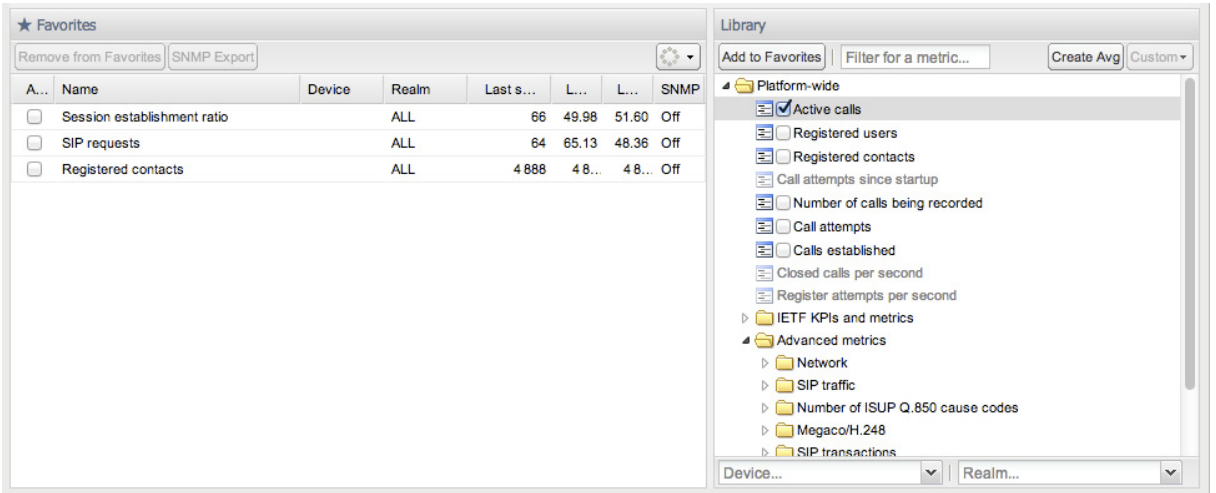 Favorites
Remove from Favorites SNMP Export
A... Name Device Realm Last s... L... L... SNMP
Session establishment ratio ALL 66 49.98 51.60 Off
SIP requests ALL 64 65.13 48.36 Off
Registered contacts ALL 4 888 4 8... 4 8... Off
Library
Add to Favorites Filter for a metric... Create Avg Custom
Platform-wide
Active calls
Registered users
Registered contacts
Call attempts since startup
Number of calls being recorded
Call attempts
Calls established
Closed calls per second
Register attempts per second
IETF KPIs and metrics
Advanced metrics
Network
SIP traffic
Number of ISUP Q.850 cause codes
Megaco/H.248
SIP transactions
Device... Realm...